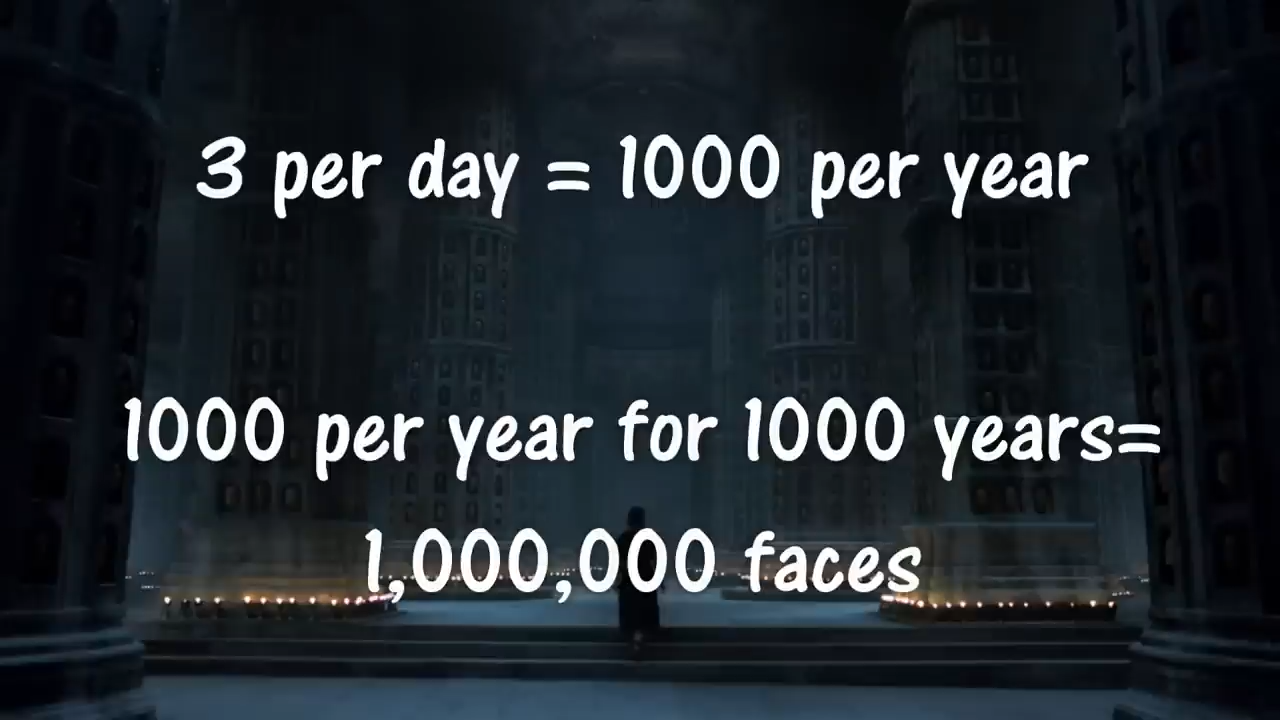 3 per day = 1000 per year
1000 per year for 1000 years=
1,000,000 faces